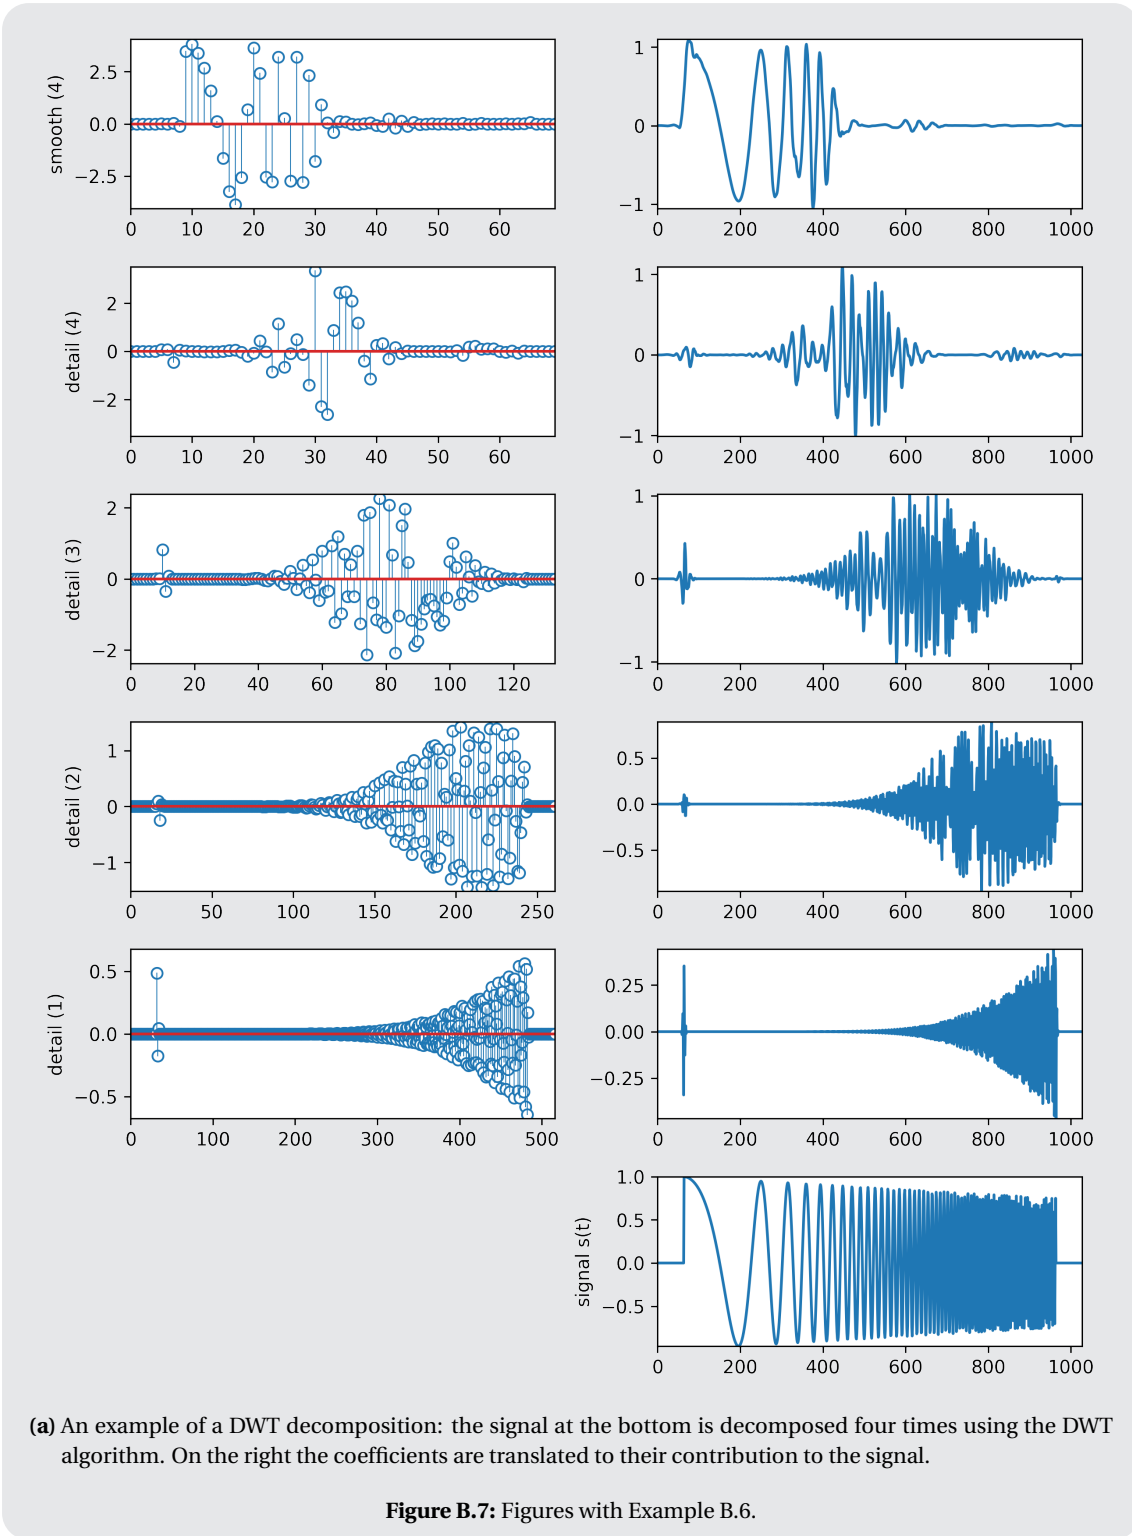 smooth (4)
2.5
0.0
−2.5
0 10 20 30 40 50 60
1
0
−1
0 200 400 600 800 1000
detail (4)
2
0
−2
0 10 20 30 40 50 60
1
0
−1
0 200 400 600 800 1000
detail (3)
2
0
−2
0 20 40 60 80 100 120
1
0
−1
0 200 400 600 800 1000
detail (2)
1
0
−1
0 50 100 150 200 250
0.5
0.0
−0.5
0 200 400 600 800 1000
detail (1)
0.5
0.0
−0.5
0 100 200 300 400 500
0.25
0.00
−0.25
0 200 400 600 800 1000
signal s(t)
1.0
0.5
0.0
−0.5
0 200 400 600 800 1000
(a) An example of a DWT decomposition: the signal at the bottom is decomposed four times using the DWT
algorithm. On the right the coefficients are translated to their contribution to the signal.
Figure B.7: Figures with Example B.6.